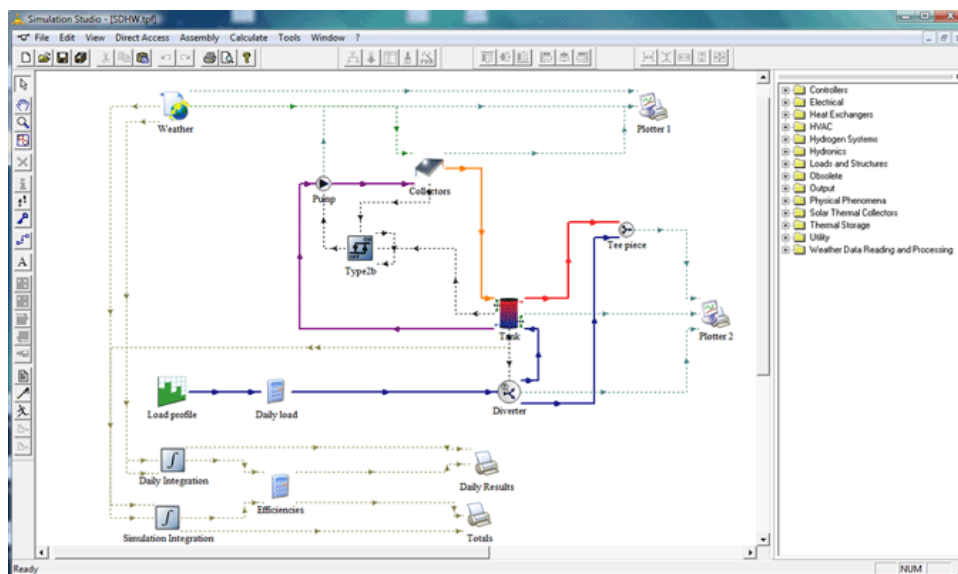 Simulation Studio - [SDHW.tpf]
File Edit View Direct Access Assembly Calculate Tools Window ?
Weather
Plotter 1
Pump
Collectors
Type2b
Tee piece
Tank
Plotter 2
Load profile
Daily load
Diverter
Daily Integration
Daily Results
Efficiencies
Simulation Integration
Totals
Controllers
Electrical
Heat Exchangers
HVAC
Hydrogen Systems
Hydronics
Loads and Structures
Obsolete
Output
Physical Phenomena
Solar Thermal Collectors
Thermal Storage
Utility
Weather Data Reading and Processing
Ready
NUM